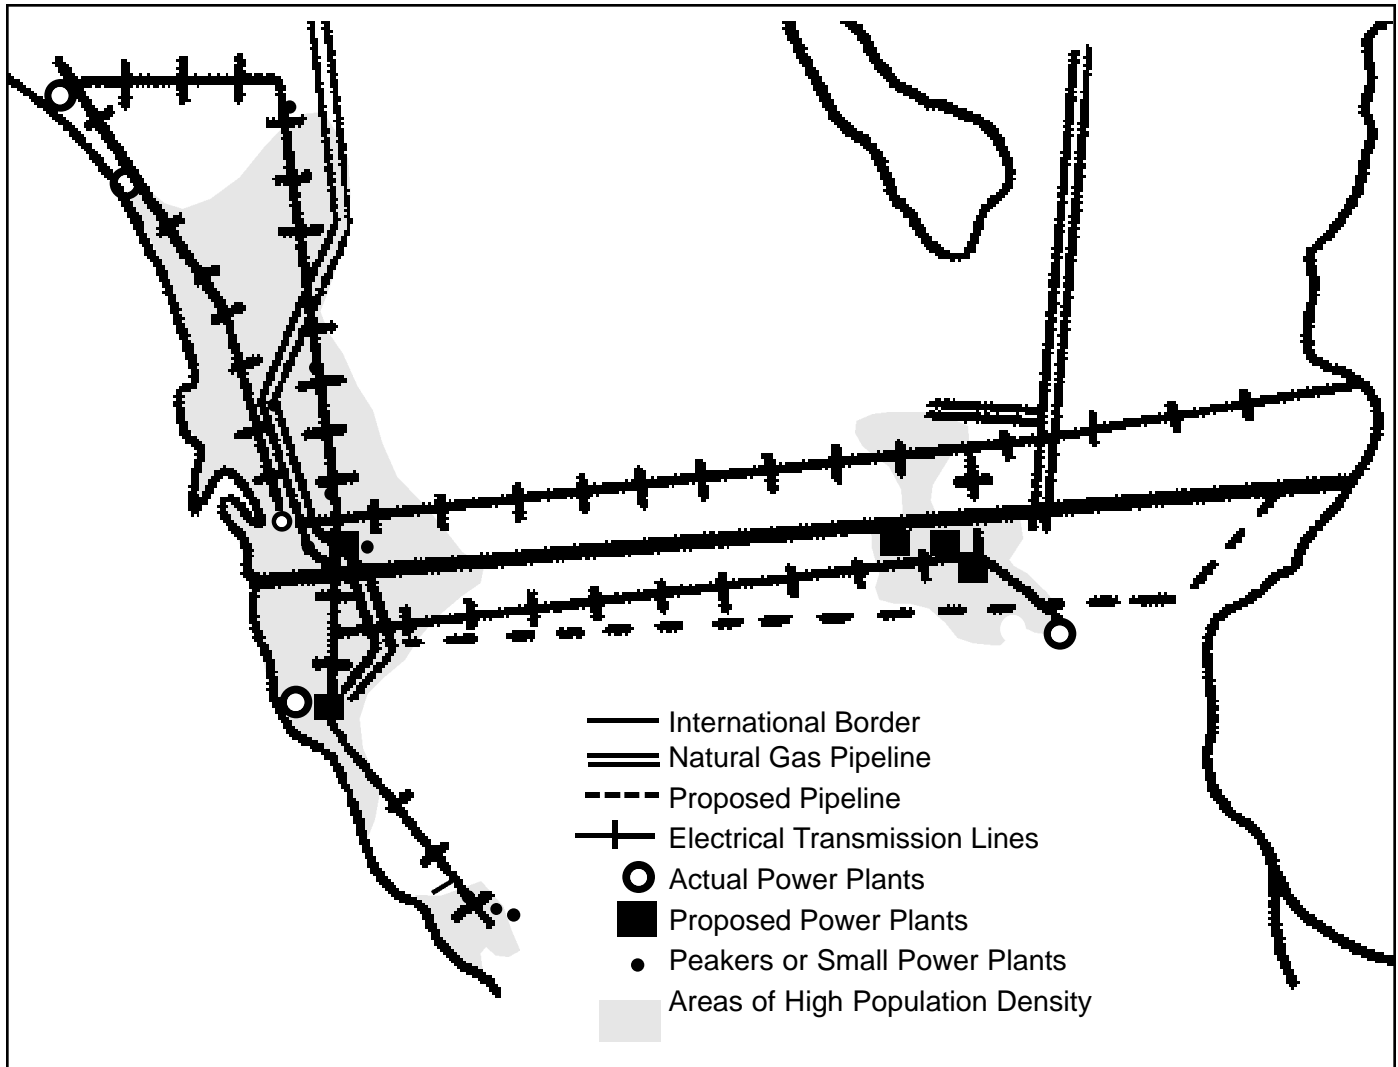 International Border
Natural Gas Pipeline
Proposed Pipeline
Electrical Transmission Lines
Actual Power Plants
Proposed Power Plants
Peakers or Small Power Plants
Areas of High Population Density